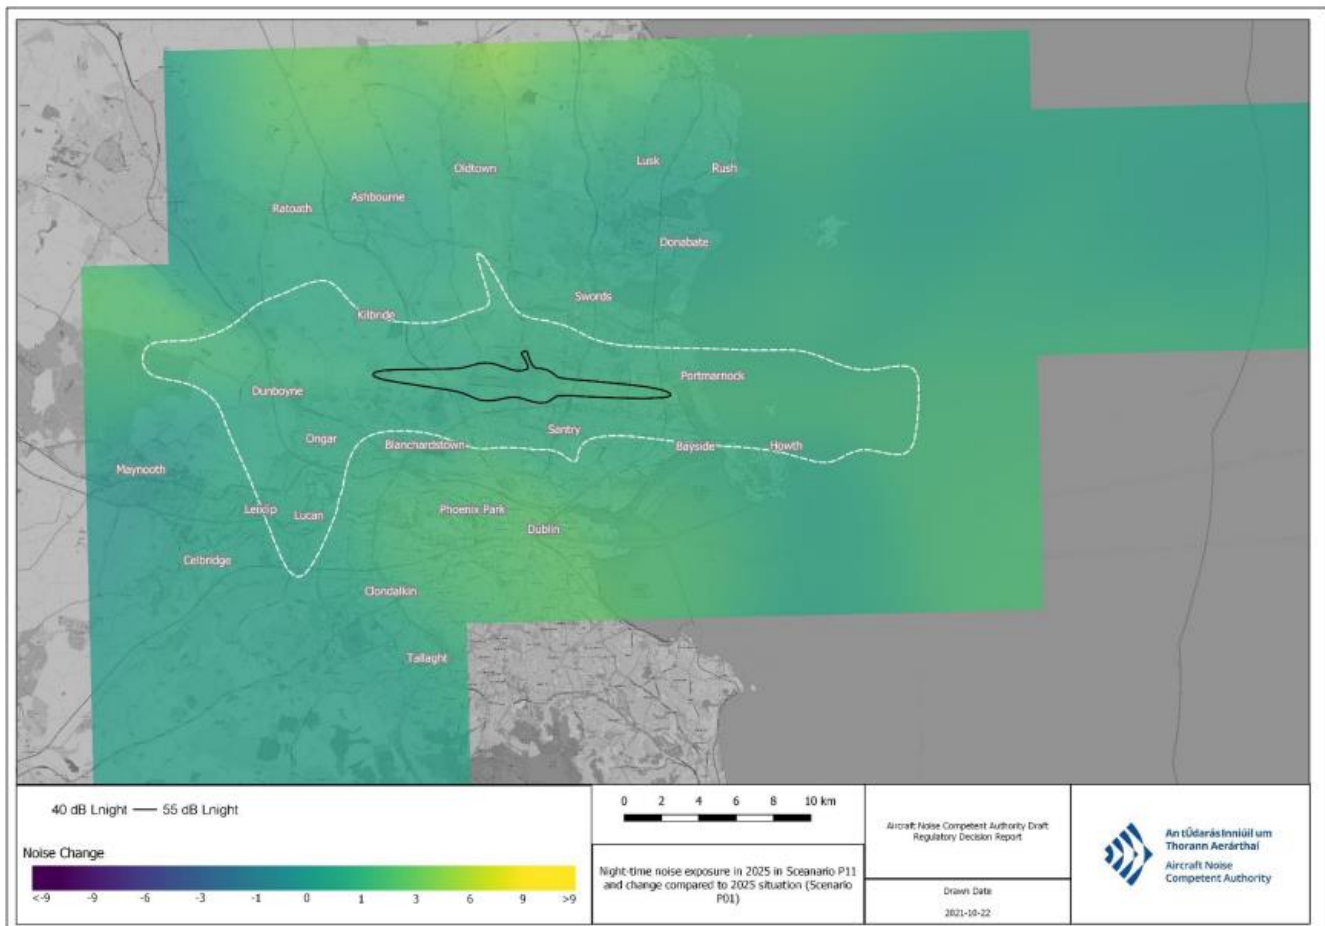 Oldtown
Lusk
Rush
Ashbourne
Ratoath
Donabate
Swords
Kilbride
Portmarnock
Dunboyne
Santry
Ongar
Blanchardstown
Bayside
Howth
Maynooth
Leixlip
Lucan
Phoenix Park
Dublin
Celbridge
Clondalkin
Tallaght
40 dB Lnight
55 dB Lnight
Noise Change
<-9 -9 -6 -3 -1 0 1 3 6 9 >9
0 2 4 6 8 10 km
Night-time noise exposure in 2025 in Sceanario P11
and change compared to 2025 situation (Scenario
P01)
Aircraft Noise Competent Authority Draft
Regulatory Decision Report
Drawn Date
2021-10-22
An tÚdarás Inniúil um
Thorann Aerárthaí
Aircraft Noise
Competent Authority